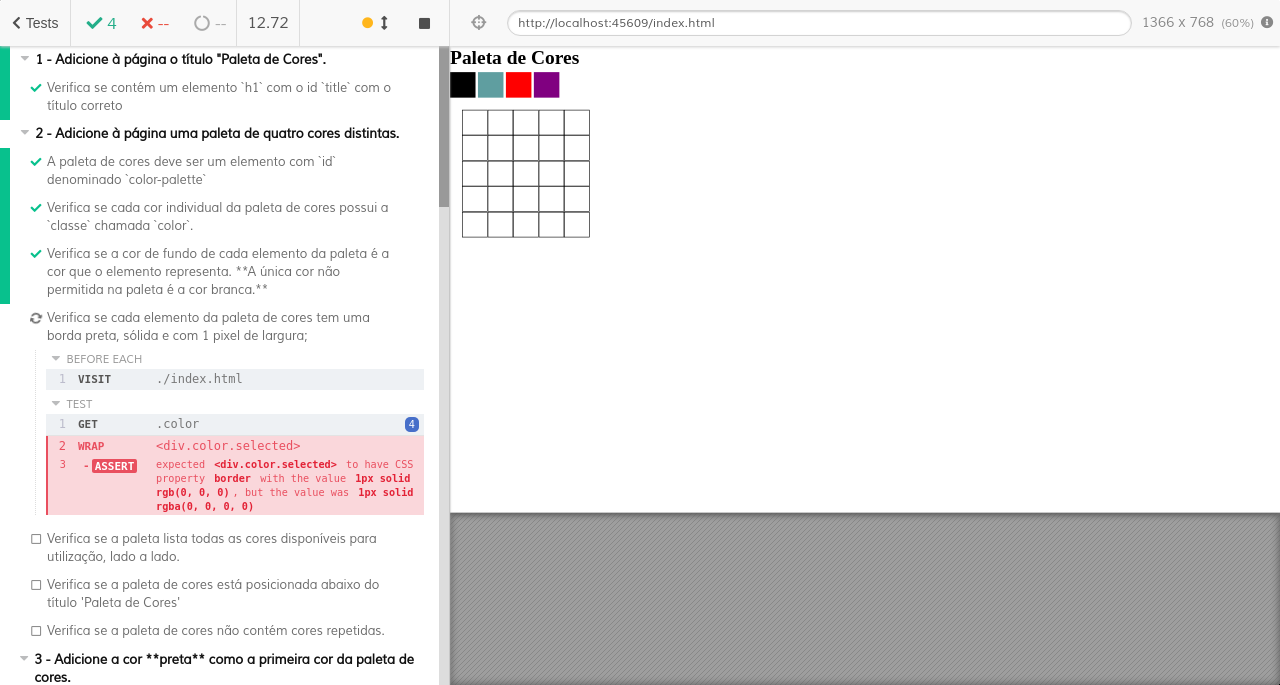 Tests
4
--
--
12.72
http://localhost:45609/index.html
1366 x 768 (60%)
1 - Adicione à página o título "Paleta de Cores".
Verifica se contém um elemento `h1` com o id `title` com o
título correto
2 - Adicione à página uma paleta de quatro cores distintas.
A paleta de cores deve ser um elemento com `id`
denominado `color-palette`
Verifica se cada cor individual da paleta de cores possui a
`classe` chamada `color`.
Verifica se a cor de fundo de cada elemento da paleta é a
cor que o elemento representa. **A única cor não
permitida na paleta é a cor branca.**
Verifica se cada elemento da paleta de cores tem uma
borda preta, sólida e com 1 pixel de largura;
BEFORE EACH
1 VISIT ./index.html
TEST
1 GET .color 4
2 WRAP <div.color.selected>
3 -ASSERT expected <div.color.selected> to have CSS
property border with the value 1px solid
rgb(0, 0, 0), but the value was 1px solid
rgba(0, 0, 0, 0)
Verifica se a paleta lista todas as cores disponíveis para
utilização, lado a lado.
Verifica se a paleta de cores está posicionada abaixo do
título 'Paleta de Cores'
Verifica se a paleta de cores não contém cores repetidas.
3 - Adicione a cor **preta** como a primeira cor da paleta de
cores.
Paleta de Cores